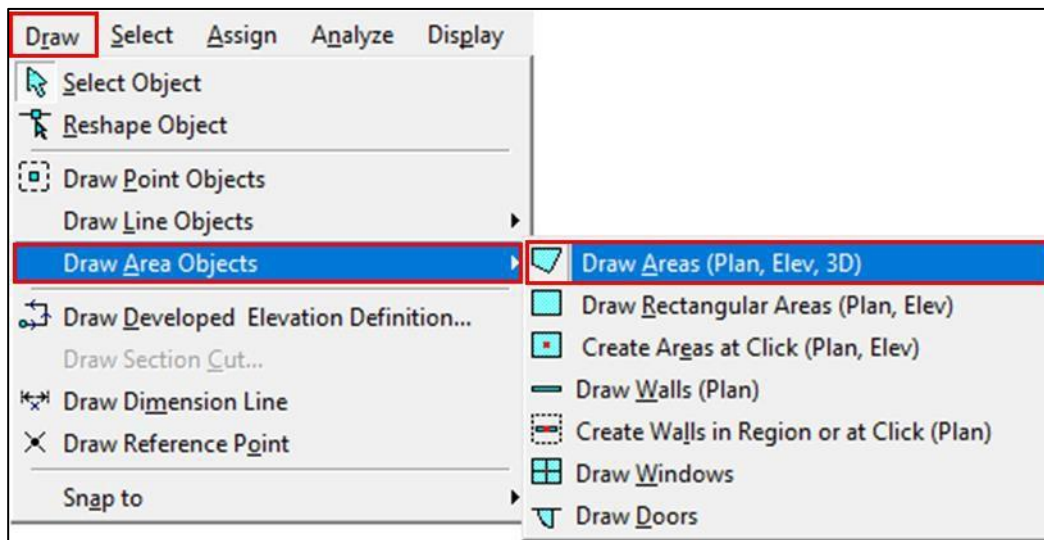 Draw Select Assign Analyze Display
Select Object
Reshape Object
Draw Point Objects
Draw Line Objects
Draw Area Objects
Draw Developed Elevation Definition...
Draw Section Cut...
Draw Dimension Line
Draw Reference Point
Snap to
Draw Areas (Plan, Elev, 3D)
Draw Rectangular Areas (Plan, Elev)
Create Areas at Click (Plan, Elev)
Draw Walls (Plan)
Create Walls in Region or at Click (Plan)
Draw Windows
Draw Doors